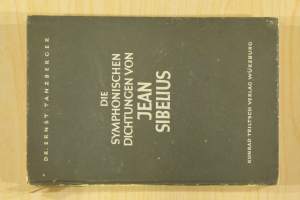 DR. ERNST TANZBERGER
DIE
SYMPHONISCHEN
DICHTUNGEN VON
JEAN
SIBELIUS
KONRAD TRILTSCH VERLAG WÜRZBURG